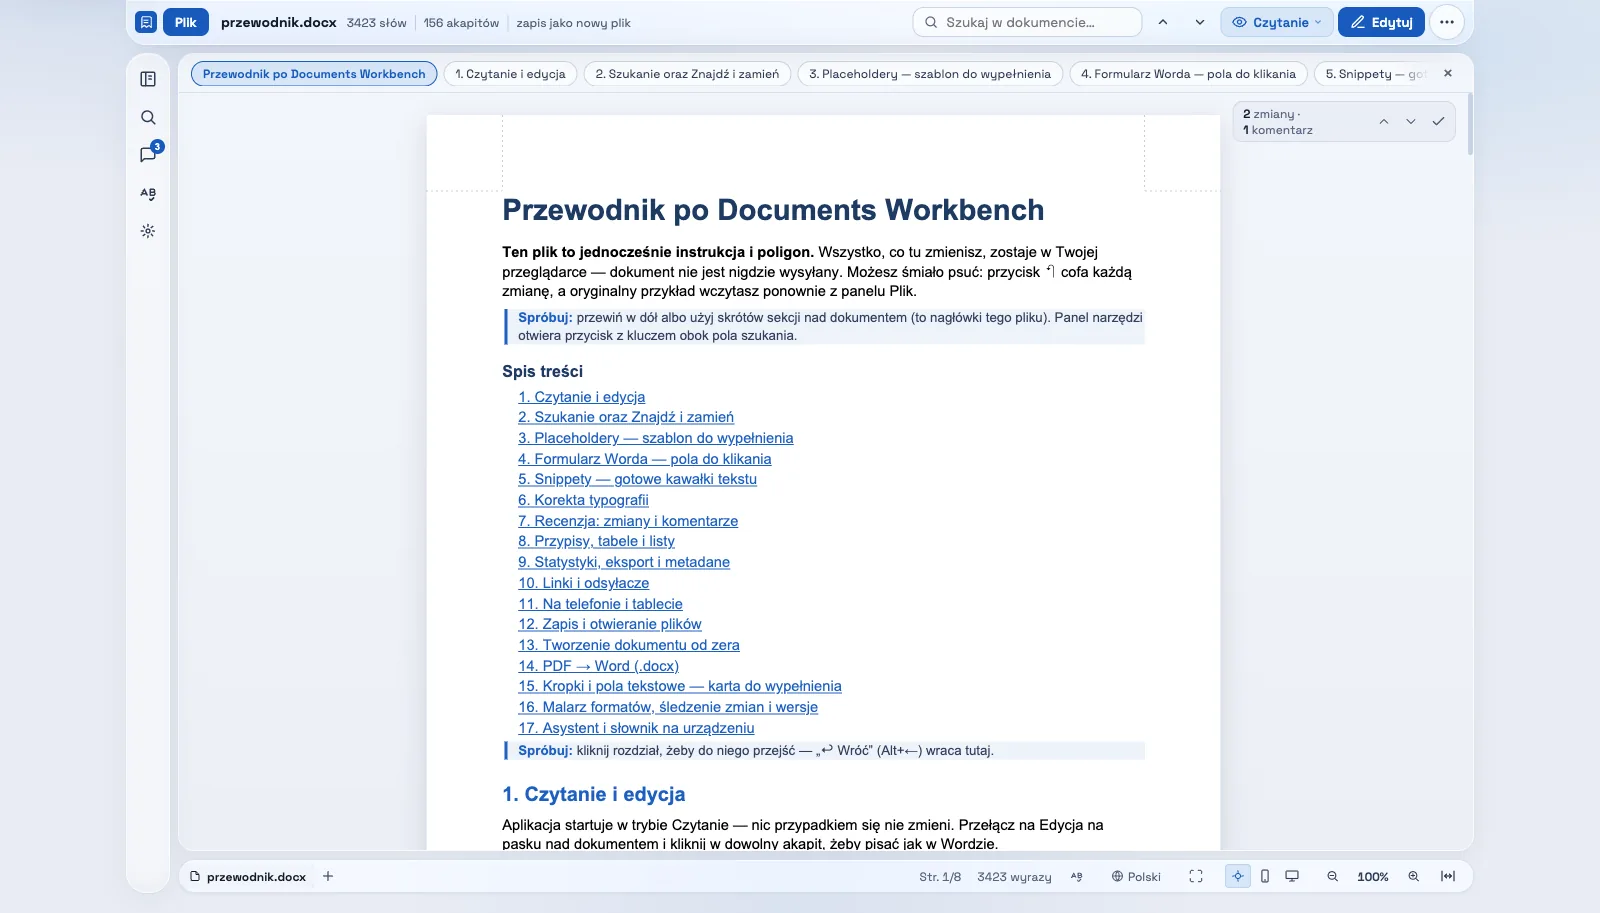 Plik
przewodnik.docx
3423 słów
156 akapitów
zapis jako nowy plik
Szukaj w dokumencie...
Czytanie
Edytuj
Przewodnik po Documents Workbench
1. Czytanie i edycja
2. Szukanie oraz Znajdź i zamień
3. Placeholdery — szablon do wypełnienia
4. Formularz Worda — pola do klikania
5. Snippety —
3
AB
2 zmiany ·
1 komentarz
Przewodnik po Documents Workbench
Ten plik to jednocześnie instrukcja i poligon. Wszystko, co tu zmienisz, zostaje w Twojej
przeglądarce — dokument nie jest nigdzie wysyłany. Możesz śmiało psuć: przycisk ↰ cofa każdą
zmianę, a oryginalny przykład wczytasz ponownie z panelu Plik.
Spróbuj: przewiń w dół albo użyj skrótów sekcji nad dokumentem (to nagłówki tego pliku). Panel narzędzi
otwiera przycisk z kluczem obok pola szukania.
Spis treści
1. Czytanie i edycja
2. Szukanie oraz Znajdź i zamień
3. Placeholdery — szablon do wypełnienia
4. Formularz Worda — pola do klikania
5. Snippety — gotowe kawałki tekstu
6. Korekta typografii
7. Recenzja: zmiany i komentarze
8. Przypisy, tabele i listy
9. Statystyki, eksport i metadane
10. Linki i odsyłacze
11. Na telefonie i tablecie
12. Zapis i otwieranie plików
13. Tworzenie dokumentu od zera
14. PDF → Word (.docx)
15. Kropki i pola tekstowe — karta do wypełnienia
16. Malarz formatów, śledzenie zmian i wersje
17. Asystent i słownik na urządzeniu
Spróbuj: kliknij rozdział, żeby do niego przejść — „↩ Wróć” (Alt+←) wraca tutaj.
1. Czytanie i edycja
Aplikacja startuje w trybie Czytanie — nic przypadkiem się nie zmieni. Przełącz na Edycja na
pasku nad dokumentem i kliknij w dowolny akapit, żeby pisać jak w Wordzie.
przewodnik.docx
Str. 1/8
3423 wyrazy
AB
Polski
100%